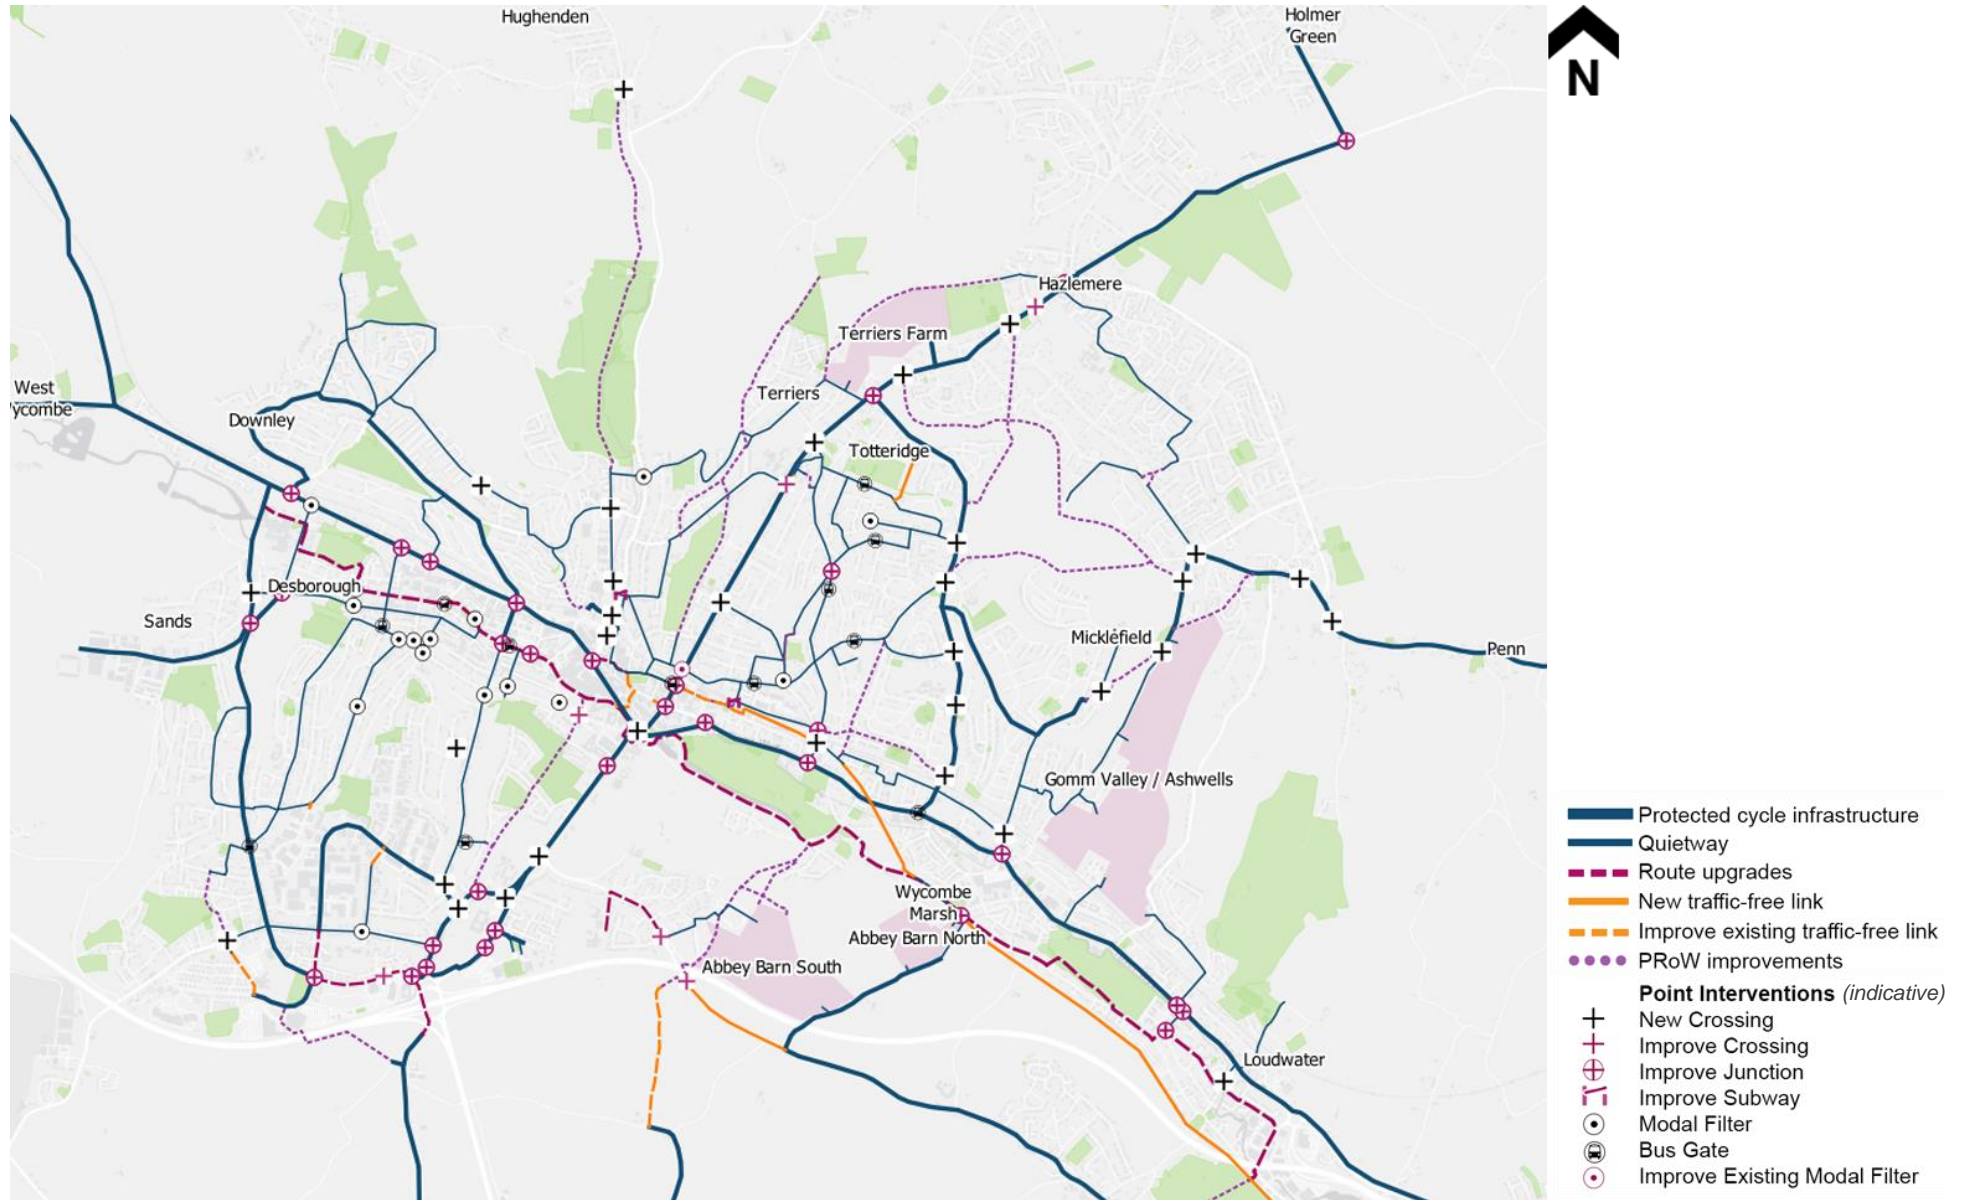 Hughenden
Holmer
Green
N
Hazlemere
Terriers Farm
West
ycombe
Terriers
Downley
Totteridge
Desborough
Sands
Micklefield
Penn
Gomm Valley / Ashwells
Wycombe
Marsh
Abbey Barn North
Abbey Barn South
Loudwater
Protected cycle infrastructure
Quietway
Route upgrades
New traffic-free link
Improve existing traffic-free link
PRoW improvements
Point Interventions (indicative)
New Crossing
Improve Crossing
Improve Junction
Improve Subway
Modal Filter
Bus Gate
Improve Existing Modal Filter